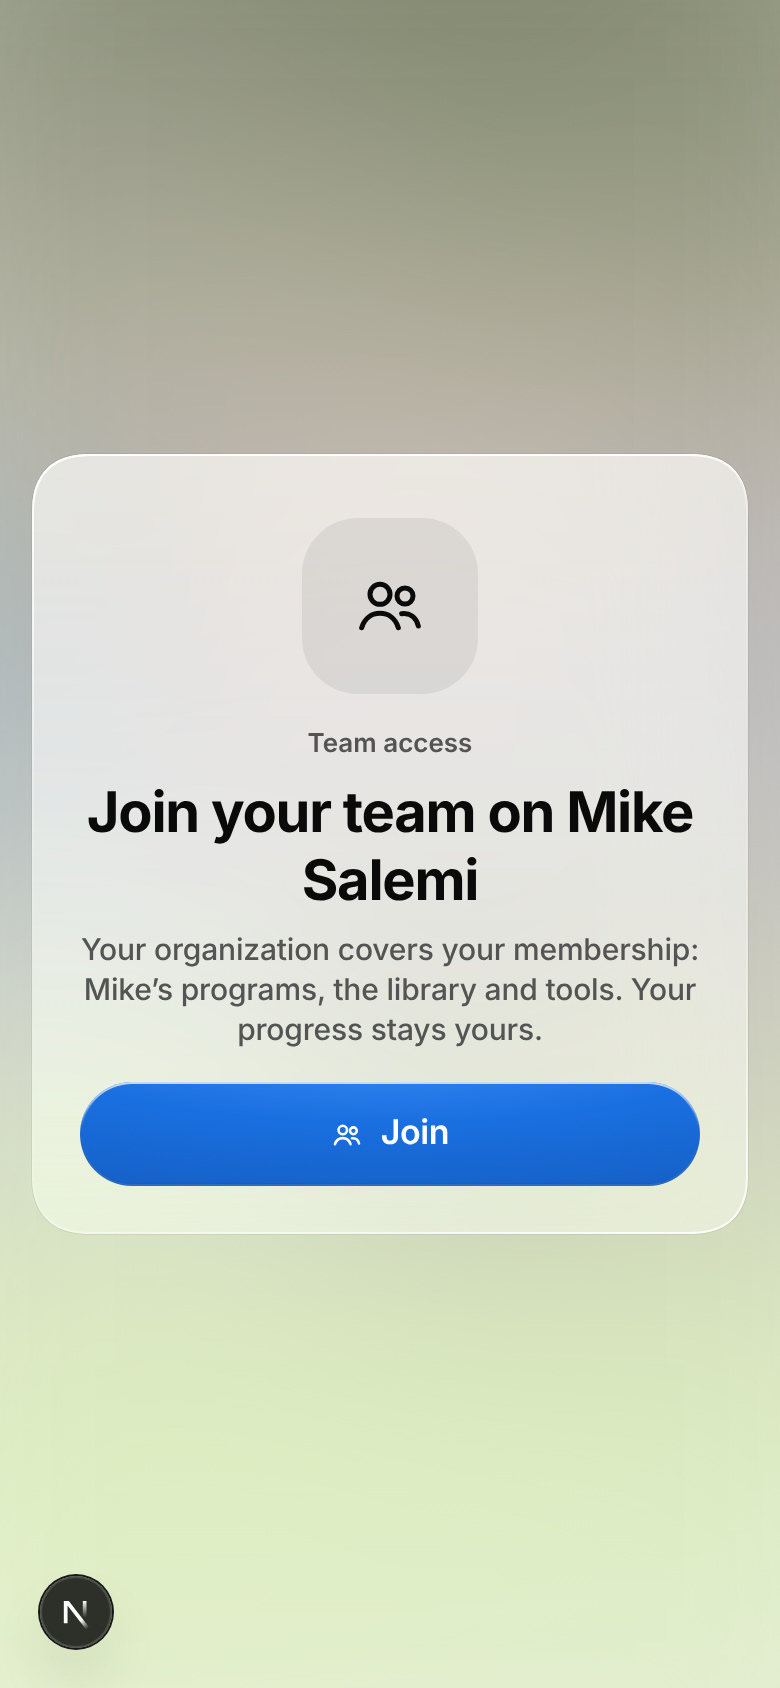 Team access
Join your team on Mike
Salemi
Your organization covers your membership:
Mike’s programs, the library and tools. Your
progress stays yours.
Join
N